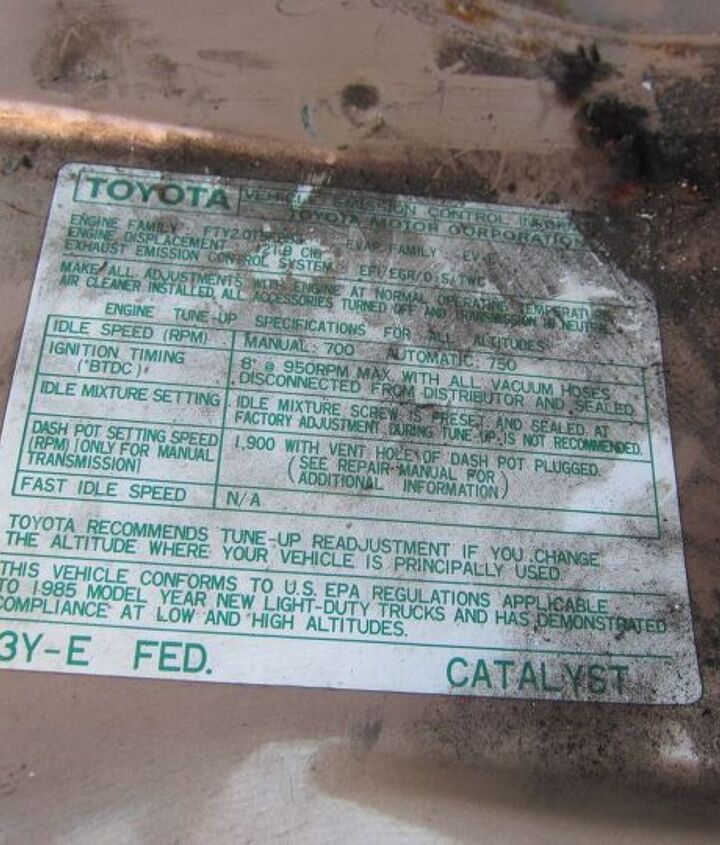 TOYOTA VEHICLE EMISSION CONTROL
TOYOTA MOTOR CORPORATION
ENGINE FAMILY EVAP FAMILY
ENGINE DISPLACEMENT 121.8 CID
EXHAUST EMISSION CONTROL SYSTEM EFI/EGR/O₂S/TWC
MAKE ALL ADJUSTMENTS WITH ENGINE AT NORMAL OPERATING TEMPERATURE,
AIR CLEANER INSTALLED, ALL ACCESSORIES TURNED OFF AND TRANSMISSION IN NEUTRAL
ENGINE TUNE-UP SPECIFICATIONS FOR ALL ALTITUDES
IDLE SPEED (RPM) MANUAL: 700 AUTOMATIC: 750
IGNITION TIMING 8° @ 950RPM MAX. WITH ALL VACUUM HOSES
(°BTDC) DISCONNECTED FROM DISTRIBUTOR AND SEALED
IDLE MIXTURE SETTING IDLE MIXTURE SCREW IS PRESET AND SEALED AT
FACTORY. ADJUSTMENT DURING TUNE-UP IS NOT RECOMMENDED.
DASH POT SETTING SPEED 1,900 WITH VENT HOLE OF DASH POT PLUGGED.
(RPM) [ONLY FOR MANUAL (SEE REPAIR MANUAL FOR
TRANSMISSION] ADDITIONAL INFORMATION)
FAST IDLE SPEED N/A
TOYOTA RECOMMENDS TUNE-UP READJUSTMENT IF YOU CHANGE
THE ALTITUDE WHERE YOUR VEHICLE IS PRINCIPALLY USED.
THIS VEHICLE CONFORMS TO U.S. EPA REGULATIONS APPLICABLE
TO 1985 MODEL YEAR NEW LIGHT-DUTY TRUCKS AND HAS DEMONSTRATED
COMPLIANCE AT LOW AND HIGH ALTITUDES.
3Y-E FED. CATALYST